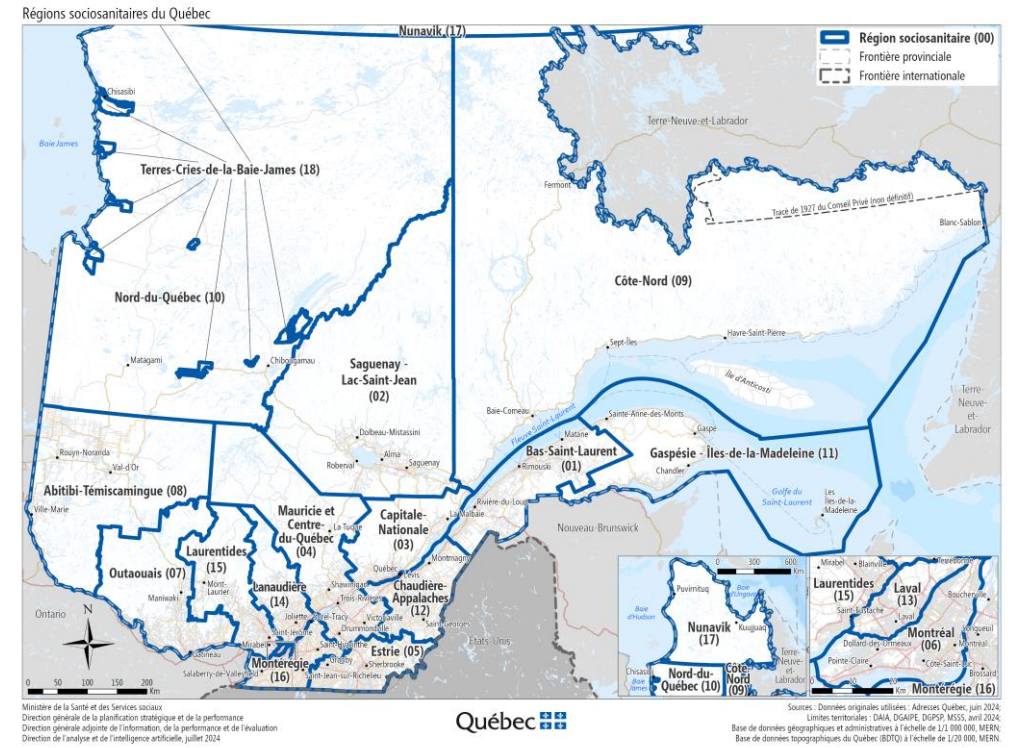 Régions sociosanitaires du Québec
Nunavik (17)
Région sociosanitaire (00)
Frontière provinciale
Frontière internationale
Chisasibi
Baie James
Terres-Cries-de-la-Baie-James (18)
Terre-Neuve-et-Labrador
Fermont
Tracé de 1927 du Conseil Privé (non définitif)
Blanc-Sablon
Nord-du-Québec (10)
Côte-Nord (09)
Matagami
Chibougamau
Saguenay -
Lac-Saint-Jean
(02)
Havre-Saint-Pierre
Sept-Îles
Île d'Anticosti
Terre-
Neuve-
et-
Labrador
Baie-Comeau
Fleuve Saint-Laurent
Sainte-Anne-des-Monts
Matane
Gaspé
Dolbeau-Mistassini
Bas-Saint-Laurent
(01)
Gaspésie - Îles-de-la-Madeleine (11)
Rouyn-Noranda
Val-d'Or
Alma
Roberval
Saguenay
Rimouski
Chandler
Abitibi-Témiscamingue (08)
Ville-Marie
Golfe du
Saint-Laurent
Les
Îles-de-la-
Madeleine
Rivière-du-Lou
Mauricie et
Centre-
du-Québec
(04)
La Tuque
Capitale-
Nationale
(03)
La Malbaie
Nouveau-Brunswick
Laurentides
(15)
Outaouais (07)
Mont-
Laurier
Maniwaki
Lanaudière
(14)
Montmagny
Québec
Lévis
Shawinigan
Trois-Rivières
Chaudière-
Appalaches
(12)
Victoriaville
Saint-Georges
Joliette
Sorel-Tracy
Drummondville
Ontario
N
Saint-Jérôme
Mirabel
Gatineau
Saint-Hyacinthe
Estrie (05)
Granby
Sherbrooke
États-Unis
Montérégie
(16)
Salaberry-de-Valleyfield
Saint-Jean-sur-Richelieu
0 50 100 150 200
Km
0 300 600
Km
Puvirnituq
Baie
d'Ungava
Baie
d'Hudson
Nunavik
(17)
Kuujjuaq
Terre-
Neuve-
et-
Labrador
Chisasibi
Baie
James
Nord-du-
Québec (10)
Côte-
Nord
(09)
Mirabel
Blainville
Terrebonne
Laurentides
(15)
Laval
(13)
Boucherville
Saint-Eustache
Laval
Montréal
(06)
Longueuil
Dollard-des-Ormeaux
Montréal
Pointe-Claire
Côte-Saint-Luc
Brossard
0 10 20
Km
Montérégie (16)
Ministère de la Santé et des Services sociaux
Direction générale de la planification stratégique et de la performance
Direction générale adjointe de l'information, de la performance et de l'évaluation
Direction de l'analyse et de l'intelligence artificielle, juillet 2024
Québec
Sources : Données originales utilisées : Adresses Québec, juin 2024;
Limites territoriales : DAIA, DGAIPE, DGPSP, MSSS, avril 2024;
Base de données géographiques et administratives à l'échelle de 1/1 000 000, MERN;
Base de données topographiques du Québec (BDTQ) à l'échelle de 1/20 000, MERN.